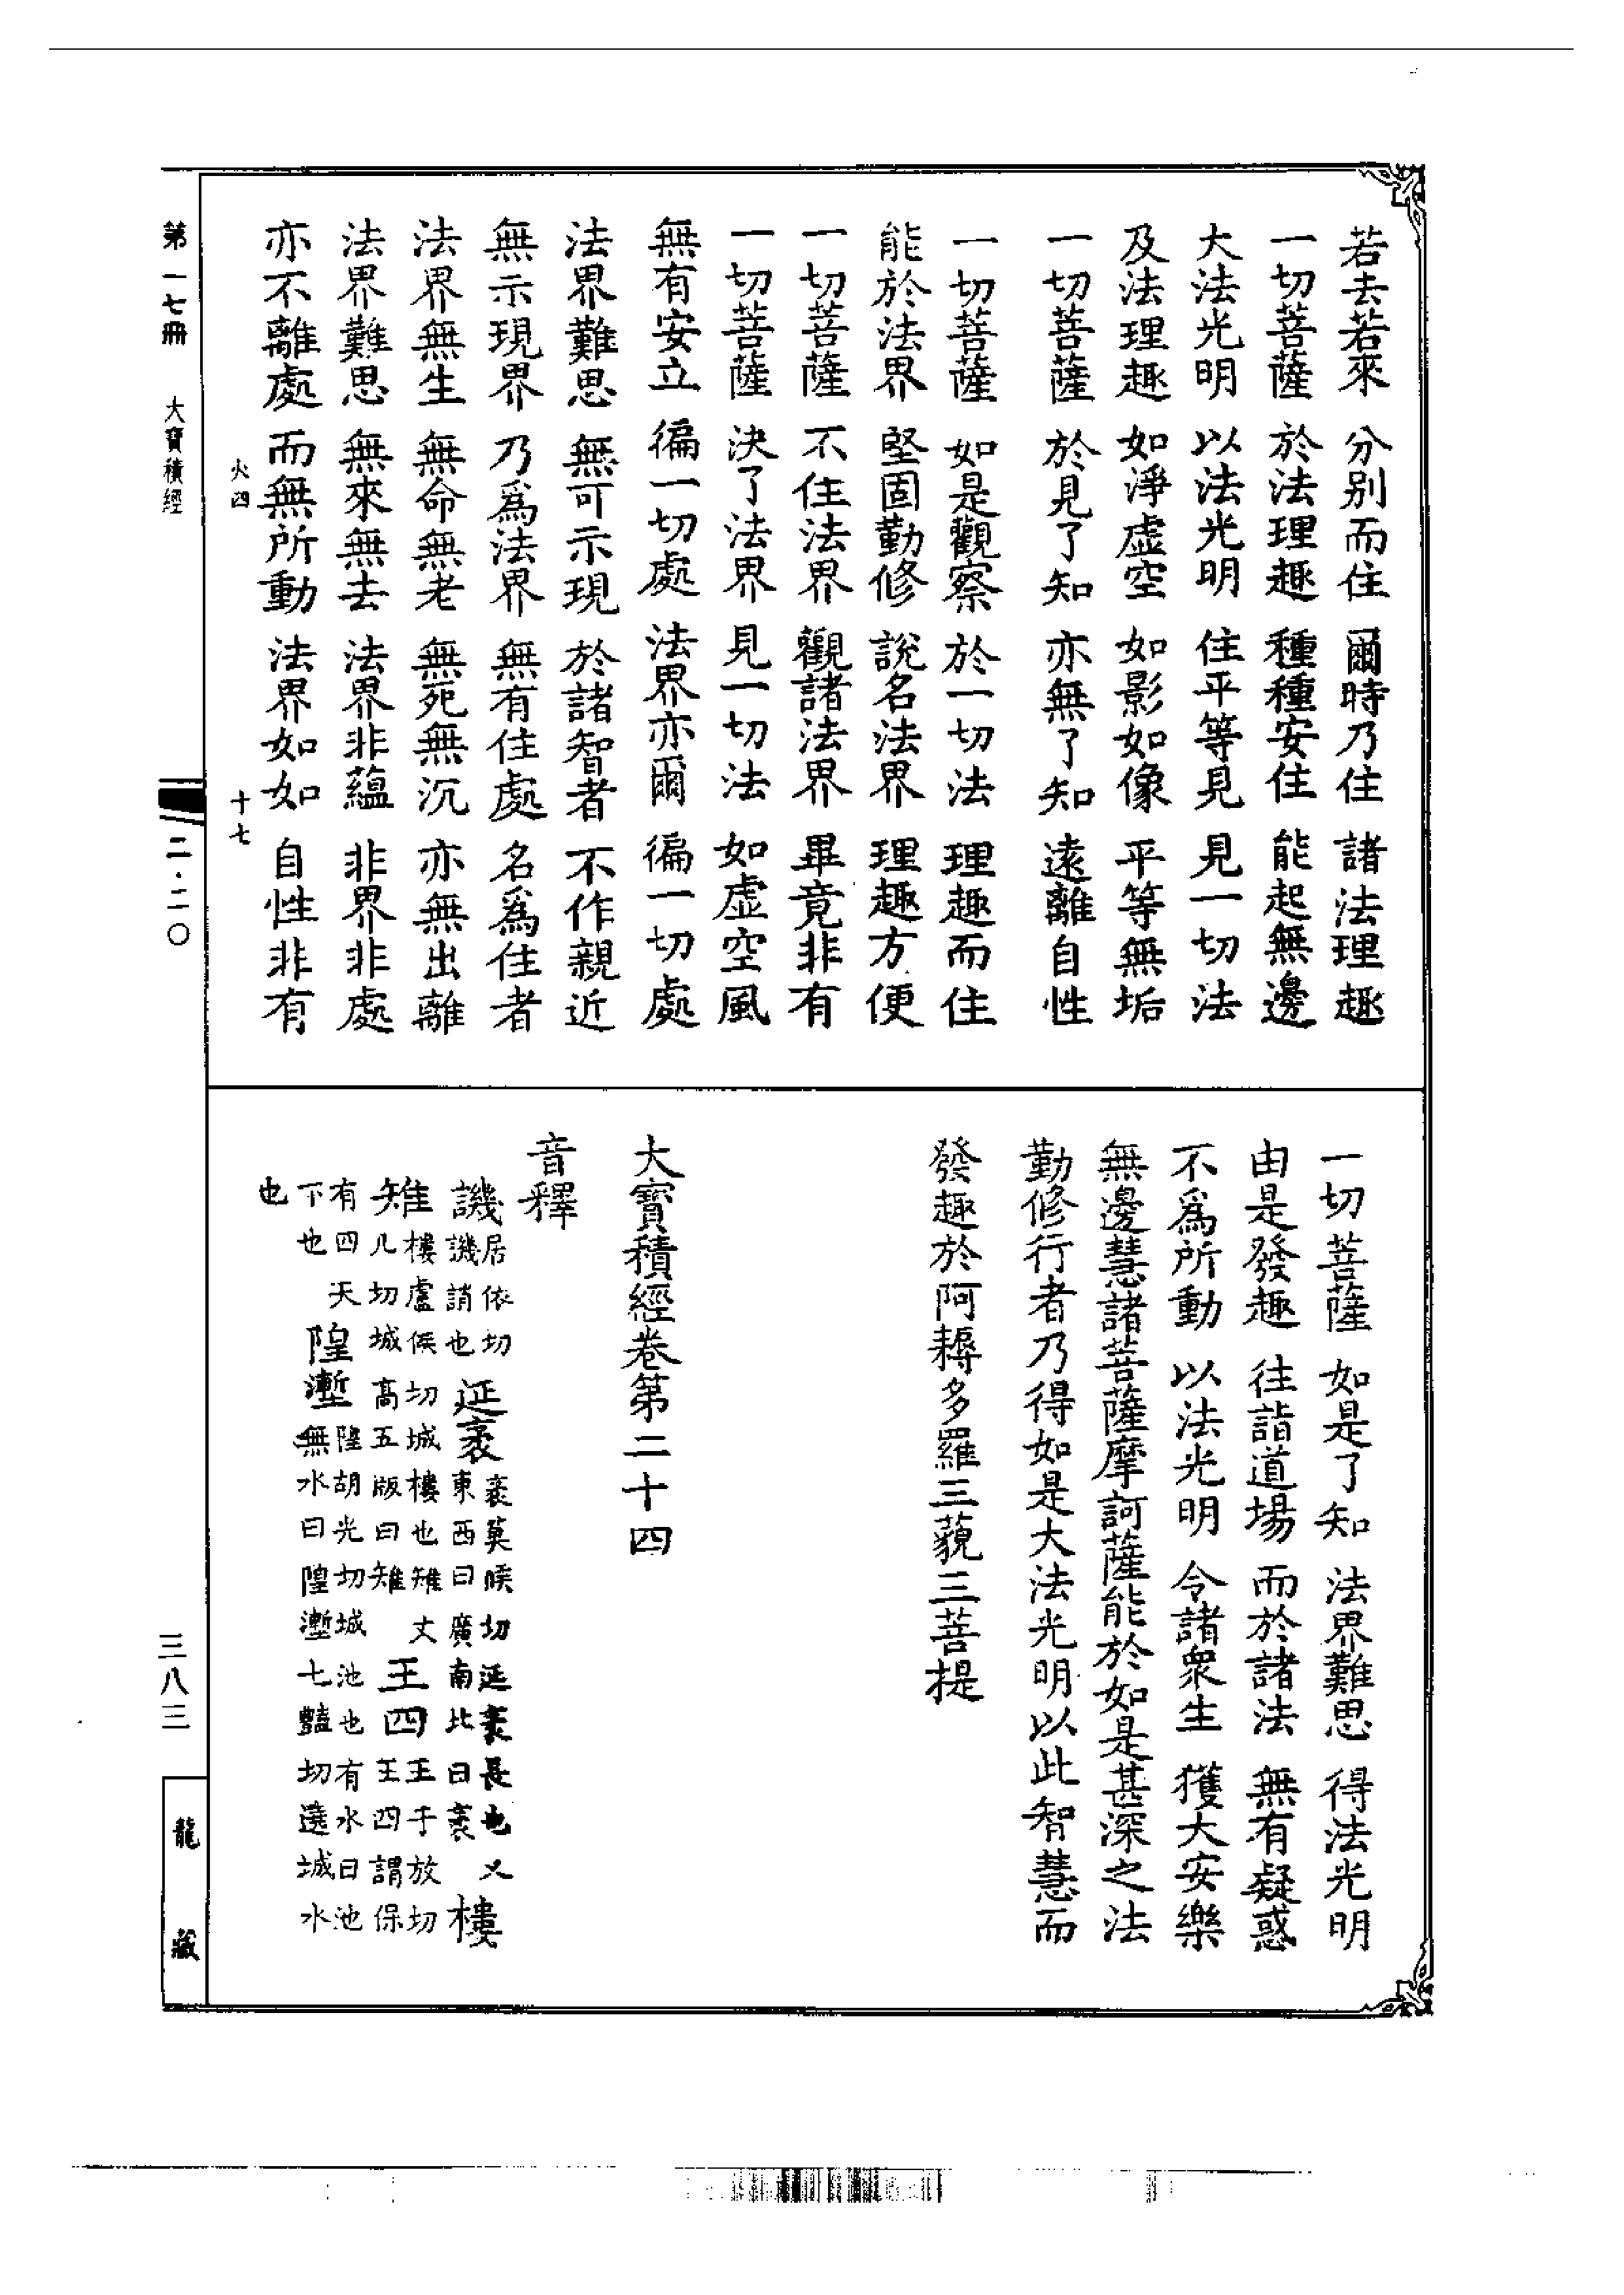 若去若來 分别而住 爾時乃住 諸法理趣
一切菩薩 於法理趣 種種安住 能起無邊
大法光明 以法光明 住平等見 見一切法
及法理趣 如淨虛空 如影如像 平等無垢
一切菩薩 於見了知 亦無了知 遠離自性
一切菩薩 如是觀察 於一切法 理趣而住
能於法界 堅固勤修 說名法界 理趣方便
一切菩薩 不住法界 觀諸法界 畢竟非有
一切菩薩 決了法界 見一切法 如虛空風
無有安立 徧一切處 法界亦爾 徧一切處
法界難思 無可示現 於諸智者 不作親近
無示現界 乃爲法界 無有住處 名爲住者
法界無生 無命無老 無死無沉 亦無出離
法界難思 無來無去 法界非蘊 非界非處
亦不離處 而無所動 法界如如 自性非有
火四 十七
一切菩薩 如是了知 法界難思 得法光明
由是發趣 往詣道場 而於諸法 無有疑惑
不爲所動 以法光明 令諸衆生 獲大安樂
無邊慧諸菩薩摩訶薩能於如是甚深之法
勤修行者乃得如是大法光明以此智慧而
發趣於阿耨多羅三藐三菩提
大寶積經卷第二十四
音釋
譏居依切譏誚也 延袤袤莫候切延袤長也又東西曰廣南北曰袤 樓
雉樓盧候切城樓也雉丈几切城高五版曰雉 王四王于放切王四謂保
有四天下也 隍壍隍胡光切城池也有水曰池無水曰隍壍七豔切遶城水
也
第一七冊 大寶積經 二·二〇 三八三 龍藏